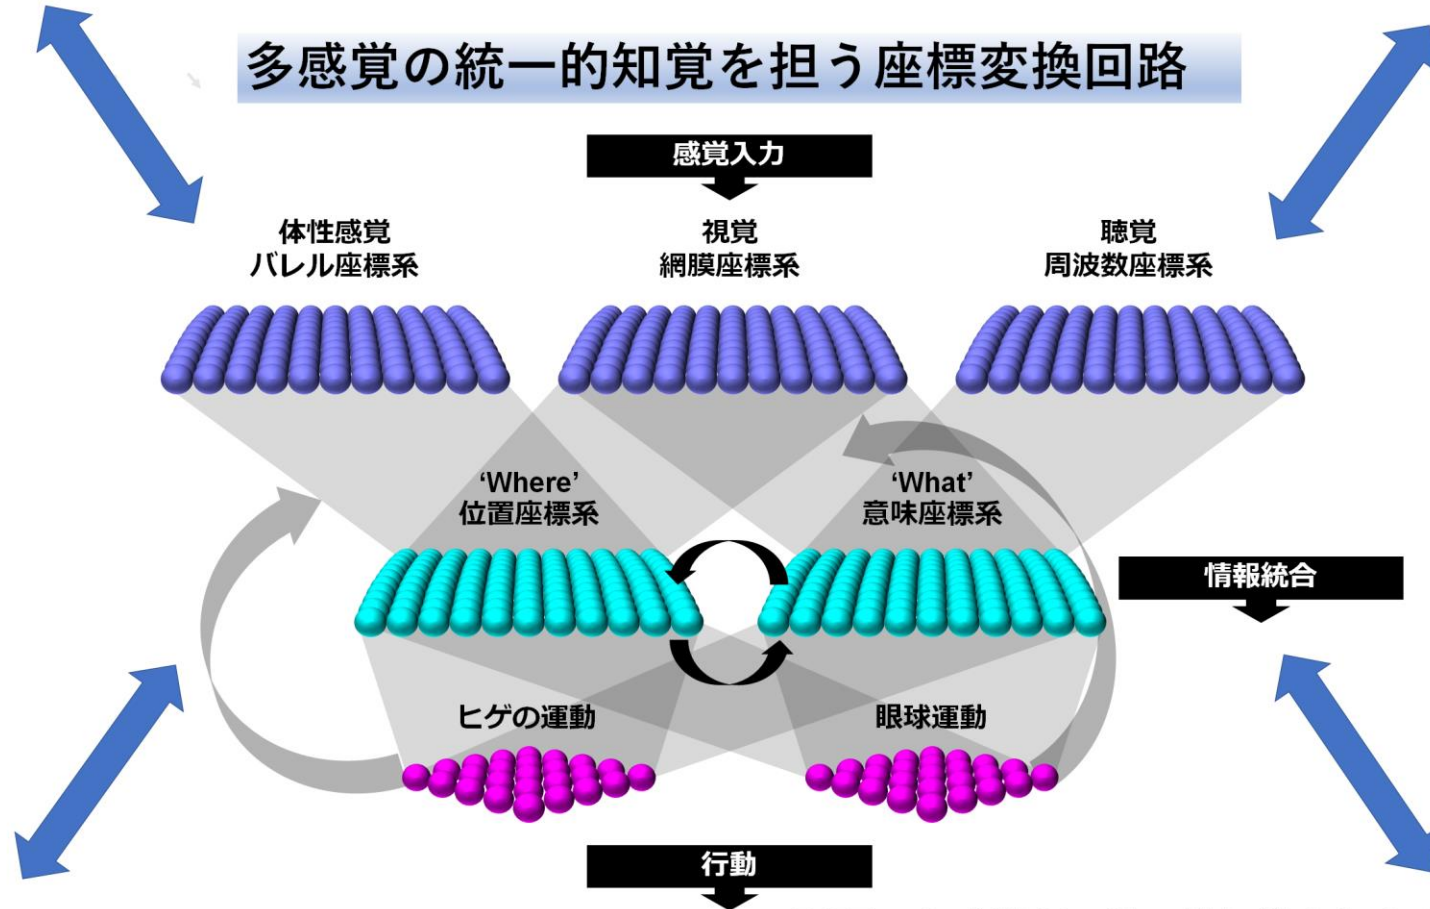 多感覚の統一的知覚を担う座標変換回路
感覚入力
体性感覚
バレル座標系
視覚
網膜座標系
聴覚
周波数座標系
‘Where’
位置座標系
‘What’
意味座標系
情報統合
ヒゲの運動
眼球運動
行動